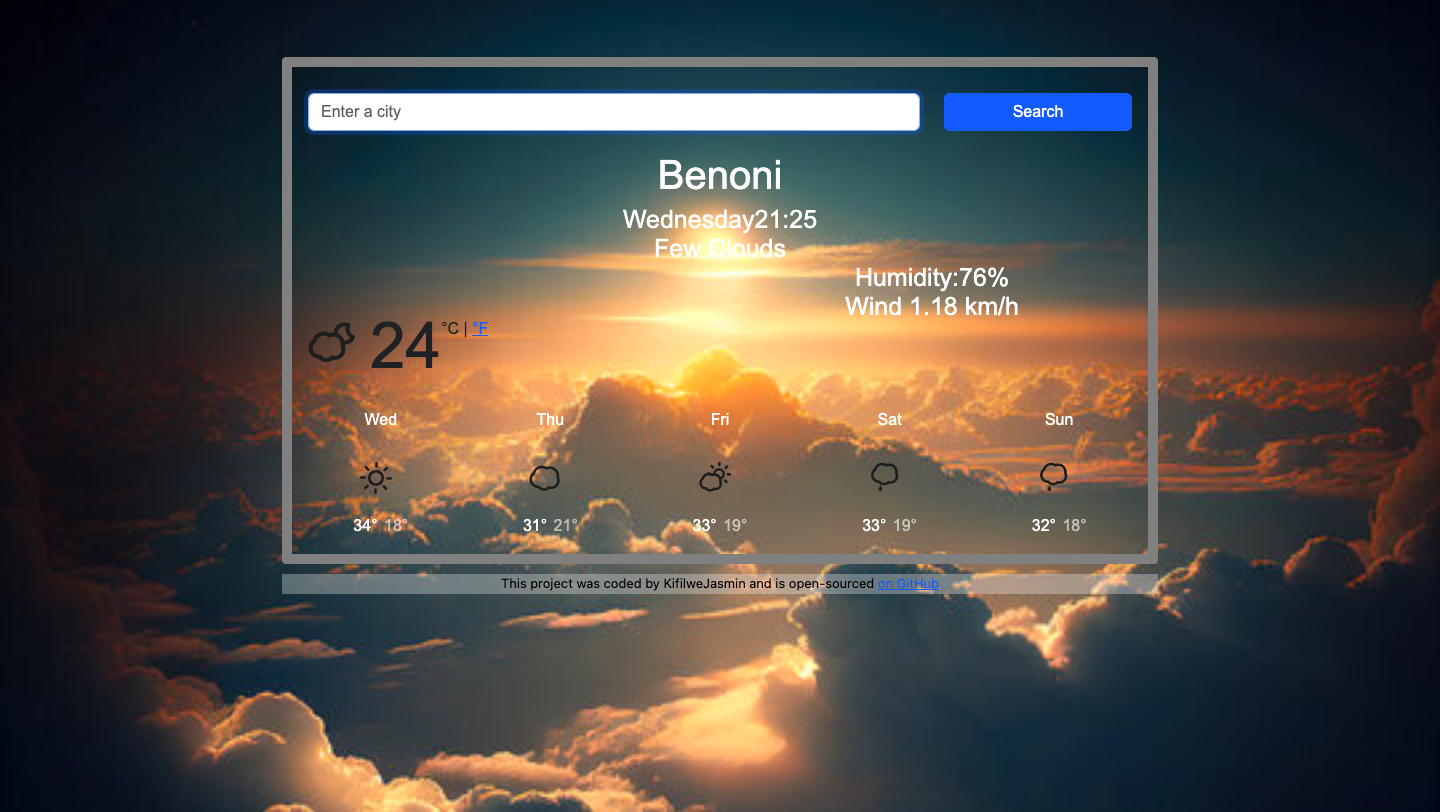 Enter a city
Search
Benoni
Wednesday21:25
Few Clouds
Humidity:76%
Wind 1.18 km/h
24 °C | °F
Wed Thu Fri Sat Sun
34° 18° 31° 21° 33° 19° 33° 19° 32° 18°
This project was coded by KifilweJasmin and is open-sourced on GitHub